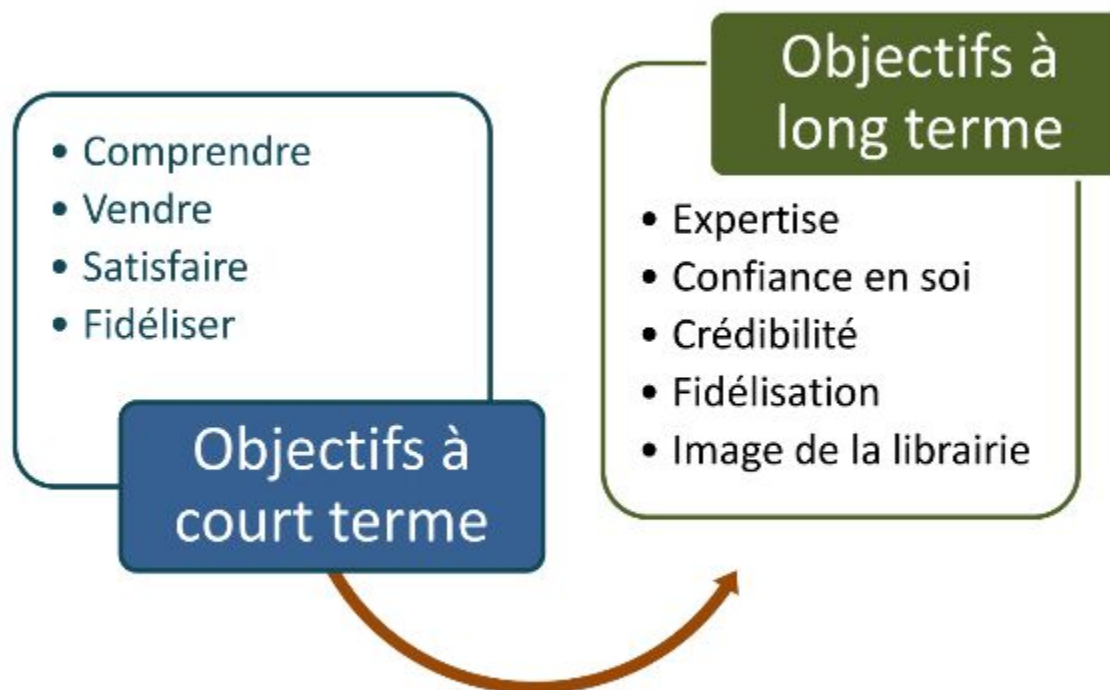 • Comprendre
• Vendre
• Satisfaire
• Fidéliser
Objectifs à
court terme
Objectifs à
long terme
• Expertise
• Confiance en soi
• Crédibilité
• Fidélisation
• Image de la librairie